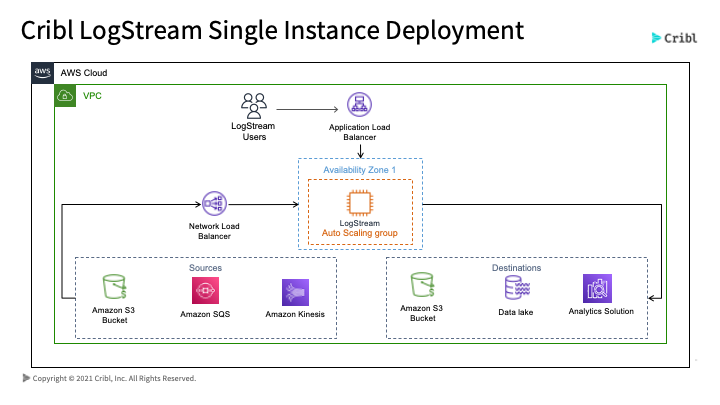 Cribl LogStream Single Instance Deployment
Cribl
aws
AWS Cloud
VPC
LogStream
Users
Application Load
Balancer
Availability Zone 1
LogStream
Auto Scaling group
Network Load
Balancer
Sources
Amazon S3
Bucket
Amazon SQS
Amazon Kinesis
Destinations
Amazon S3
Bucket
Data lake
Analytics Solution
Copyright © 2021 Cribl, Inc. All Rights Reserved.